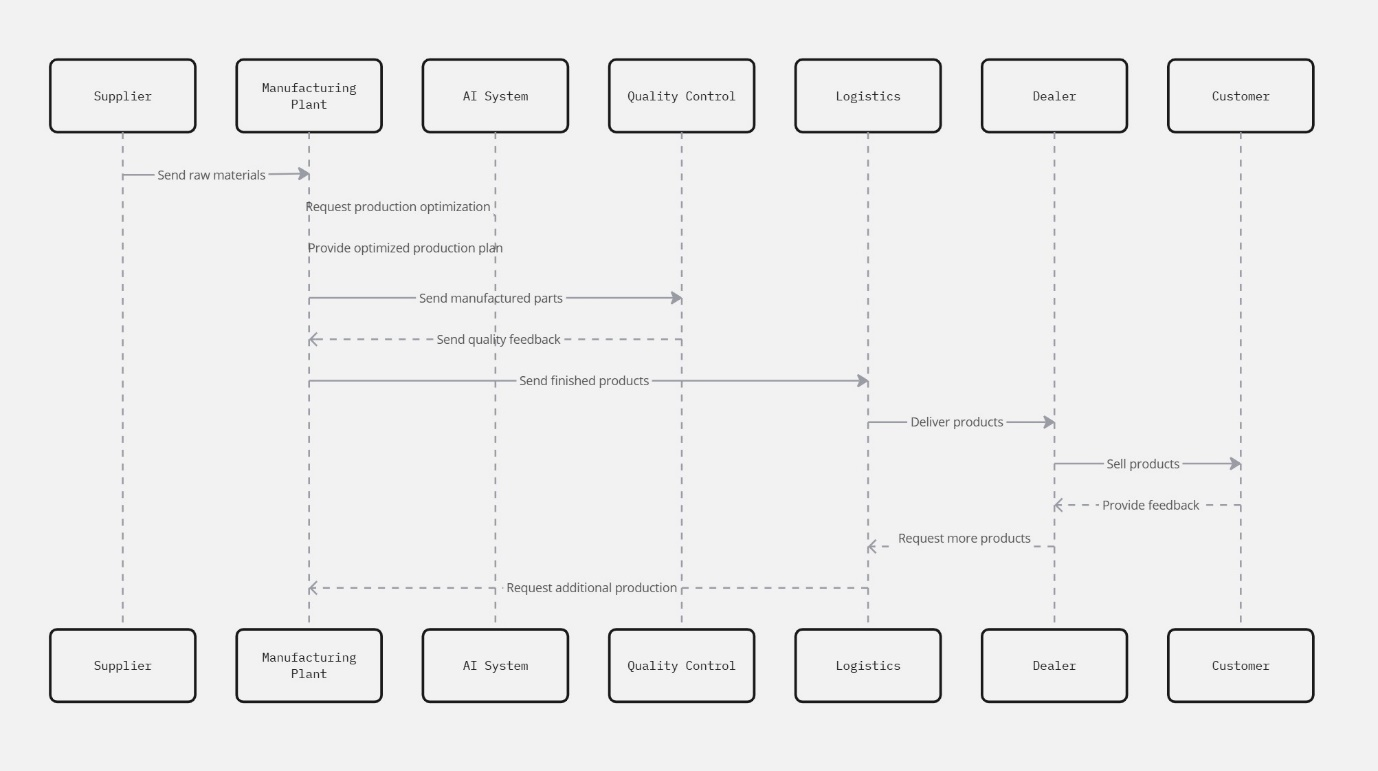 Supplier
Manufacturing
Plant
AI System
Quality Control
Logistics
Dealer
Customer
Send raw materials
Request production optimization
Provide optimized production plan
Send manufactured parts
Send quality feedback
Send finished products
Deliver products
Sell products
Provide feedback
Request more products
Request additional production
Supplier
Manufacturing
Plant
AI System
Quality Control
Logistics
Dealer
Customer